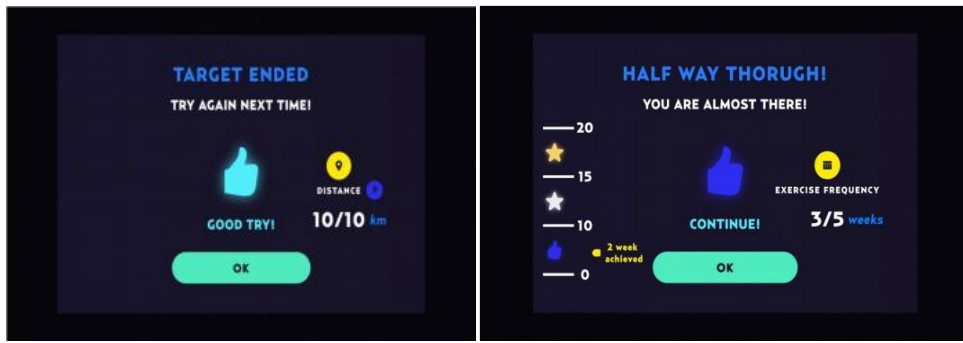 TARGET ENDED
TRY AGAIN NEXT TIME!
DISTANCE
GOOD TRY!
10/10 km
OK
HALF WAY THORUGH!
YOU ARE ALMOST THERE!
20
15
10
0
EXERCISE FREQUENCY
CONTINUE!
3/5 weeks
2 week
achieved
OK